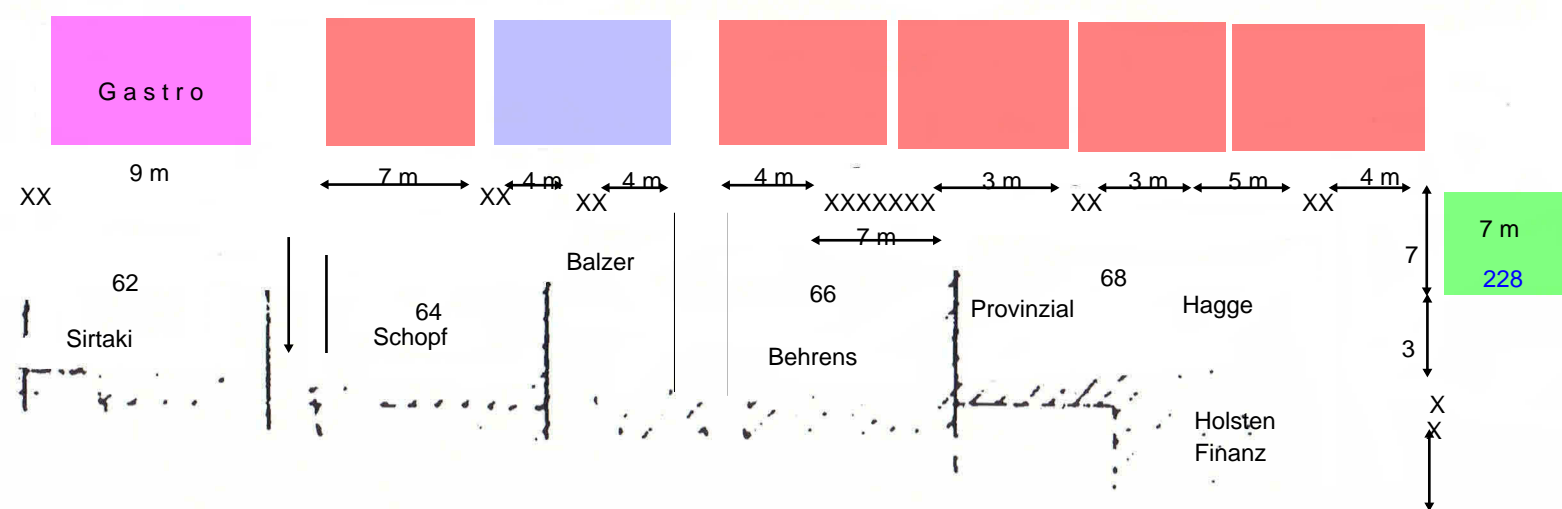 G a s t r o
9 m
7 m
4 m
4 m
4 m
3 m
3 m
5 m
4 m
XX
XX
XX
XXXXXXX
XX
XX
7 m
7 m
7
228
62
Sirtaki
64
Schopf
Balzer
66
Behrens
Provinzial
68
Hagge
3
X
X
Holsten
Finanz